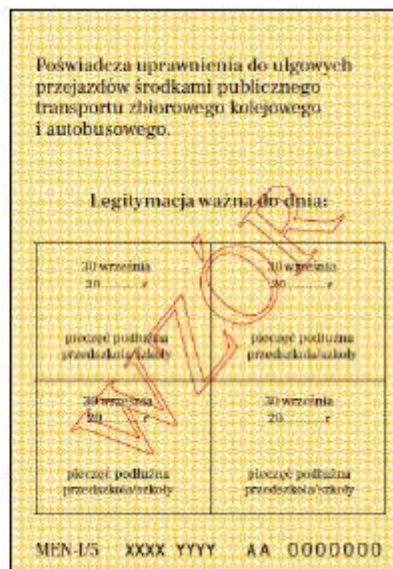 Poświadcza uprawnienia do ulgowych
przejazdów środkami publicznego
transportu zbiorowego kolejowego
i autobusowego.
Legitymacja ważna do dnia:
30 września
20............r
pieczęć podłużna
przedszkola/szkoły
30 września
20............r
pieczęć podłużna
przedszkola/szkoły
30 września
20............r
pieczęć podłużna
przedszkola/szkoły
30 września
20............r
pieczęć podłużna
przedszkola/szkoły
WZÓR
MEN-I/5 XXXX YYYY AA 0000000